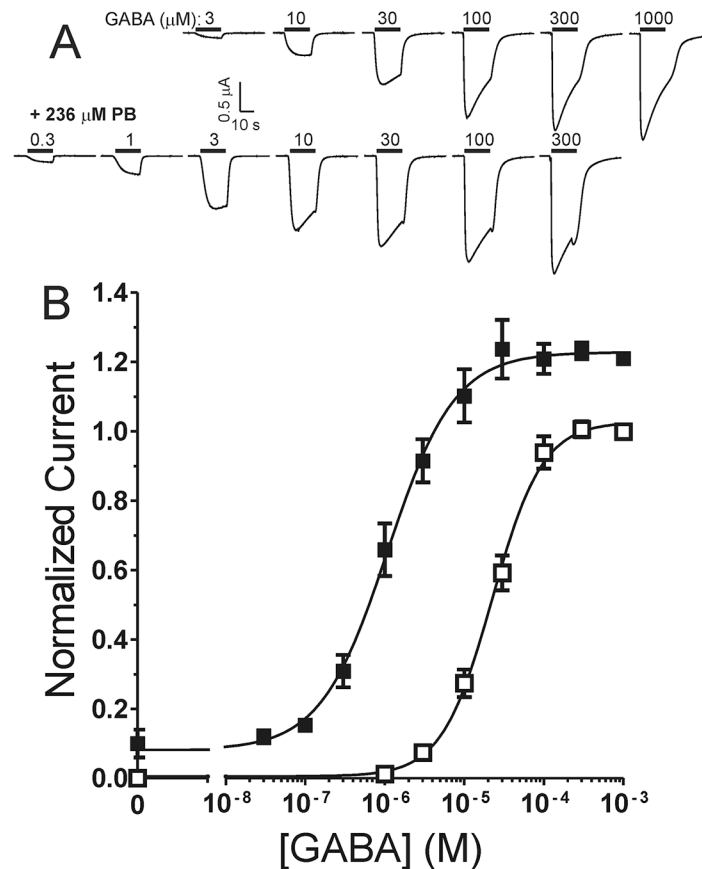 A
GABA (µM): 3 10 30 100 300 1000
0.5 µA
10 s
+ 236 µM PB
0.3 1 3 10 30 100 300
B
1.4
1.2
1.0
0.8
0.6
0.4
0.2
0.0
Normalized Current
0 10⁻⁸ 10⁻⁷ 10⁻⁶ 10⁻⁵ 10⁻⁴ 10⁻³
[GABA] (M)